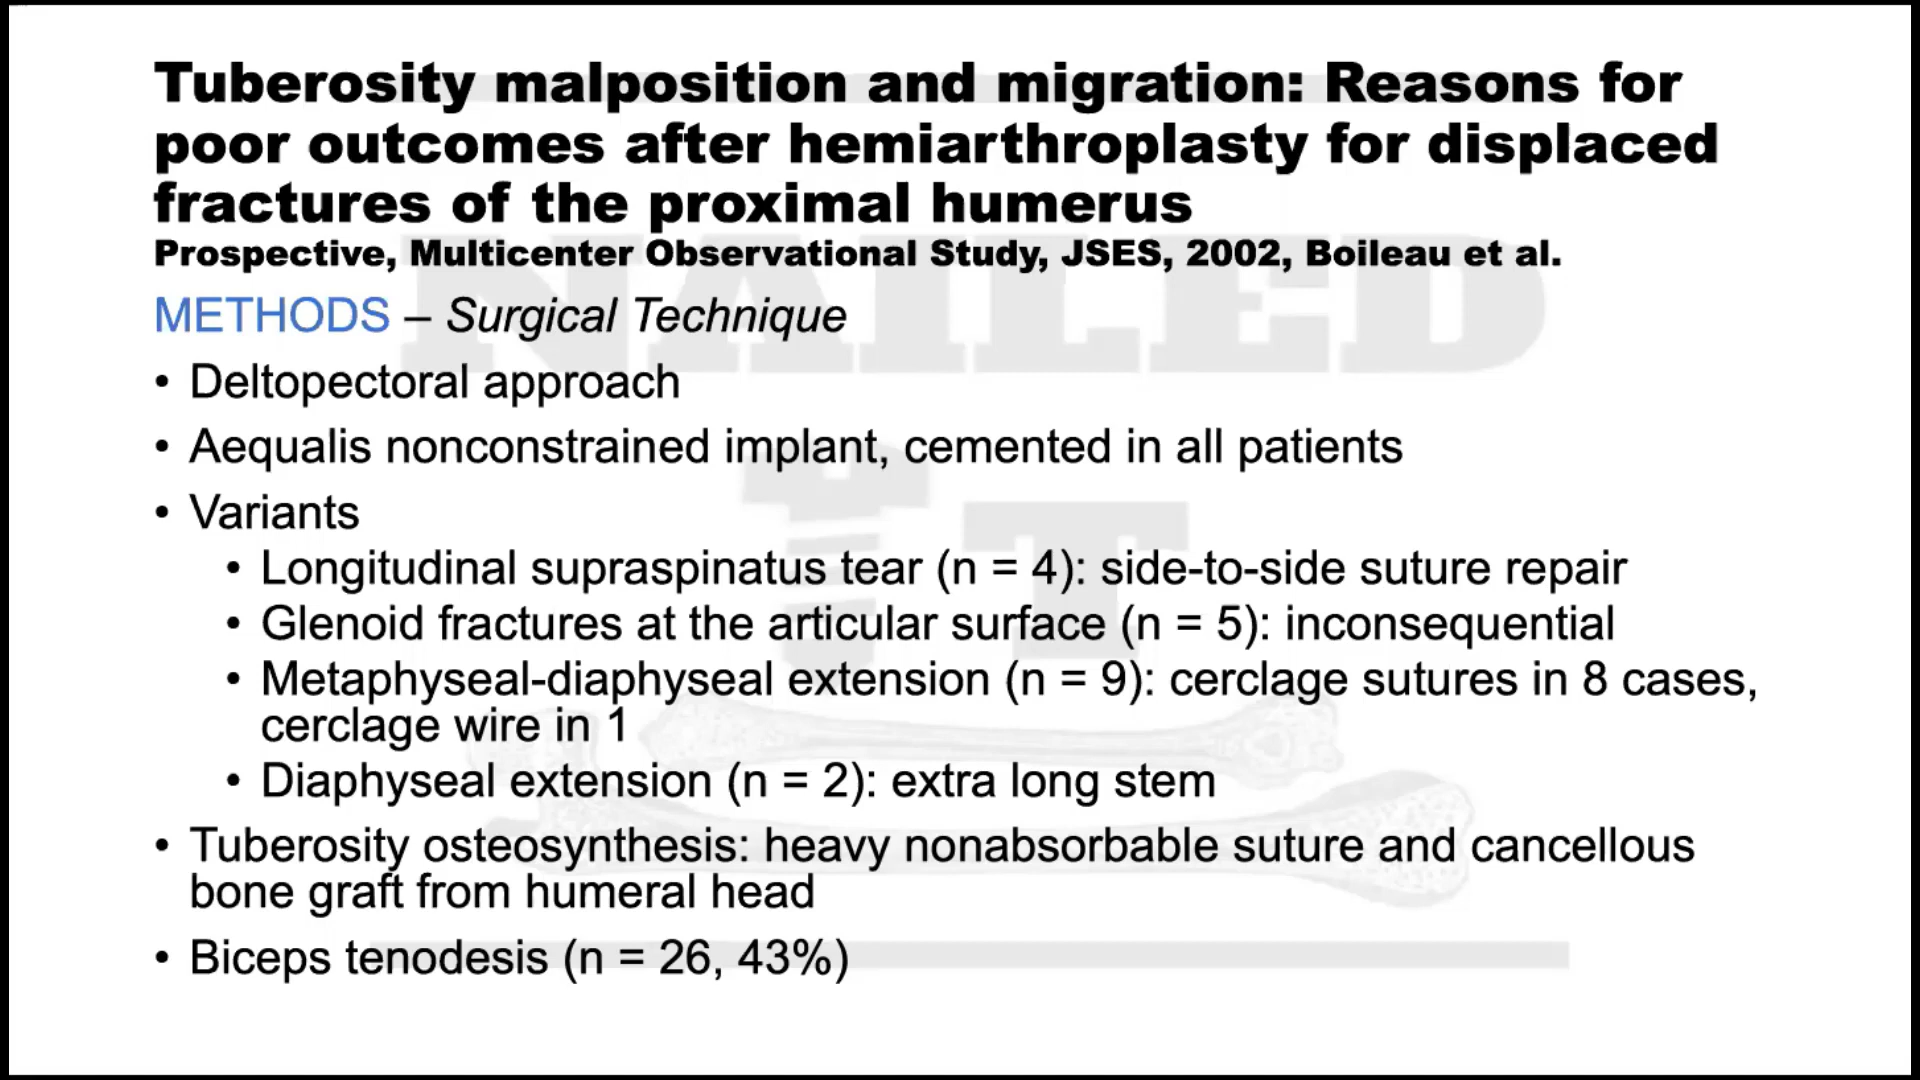 Tuberosity malposition and migration: Reasons for
poor outcomes after hemiarthroplasty for displaced
fractures of the proximal humerus
Prospective, Multicenter Observational Study, JSES, 2002, Boileau et al.
METHODS – Surgical Technique
• Deltopectoral approach
• Aequalis nonconstrained implant, cemented in all patients
• Variants
• Longitudinal supraspinatus tear (n = 4): side-to-side suture repair
• Glenoid fractures at the articular surface (n = 5): inconsequential
• Metaphyseal-diaphyseal extension (n = 9): cerclage sutures in 8 cases,
cerclage wire in 1
• Diaphyseal extension (n = 2): extra long stem
• Tuberosity osteosynthesis: heavy nonabsorbable suture and cancellous
bone graft from humeral head
• Biceps tenodesis (n = 26, 43%)
NAILED
IT